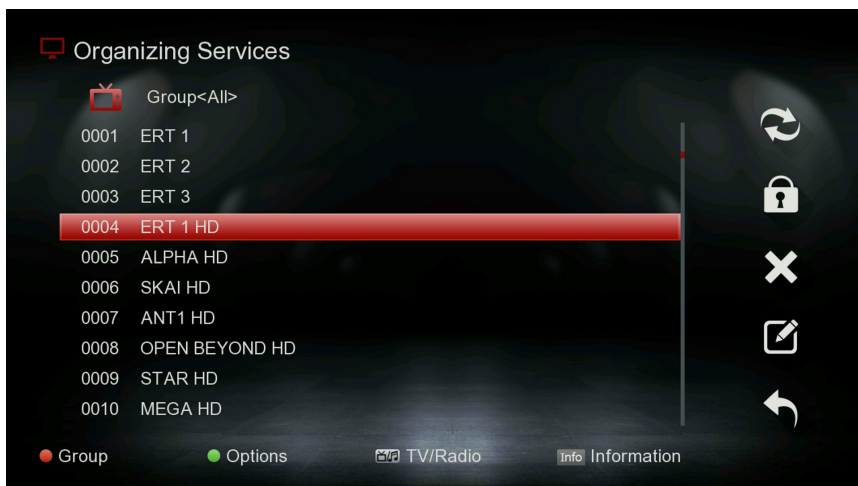 Organizing Services
Group<All>
0001 ERT 1
0002 ERT 2
0003 ERT 3
0004 ERT 1 HD
0005 ALPHA HD
0006 SKAI HD
0007 ANT1 HD
0008 OPEN BEYOND HD
0009 STAR HD
0010 MEGA HD
Group Options TV/Radio Info Information